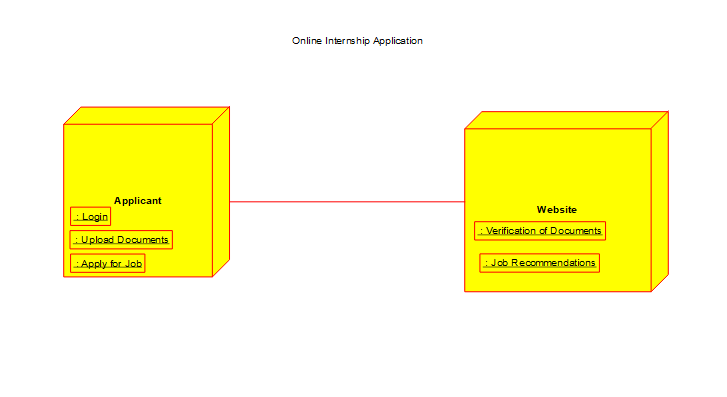 Online Internship Application
Applicant
: Login
: Upload Documents
: Apply for Job
Website
: Verification of Documents
: Job Recommendations